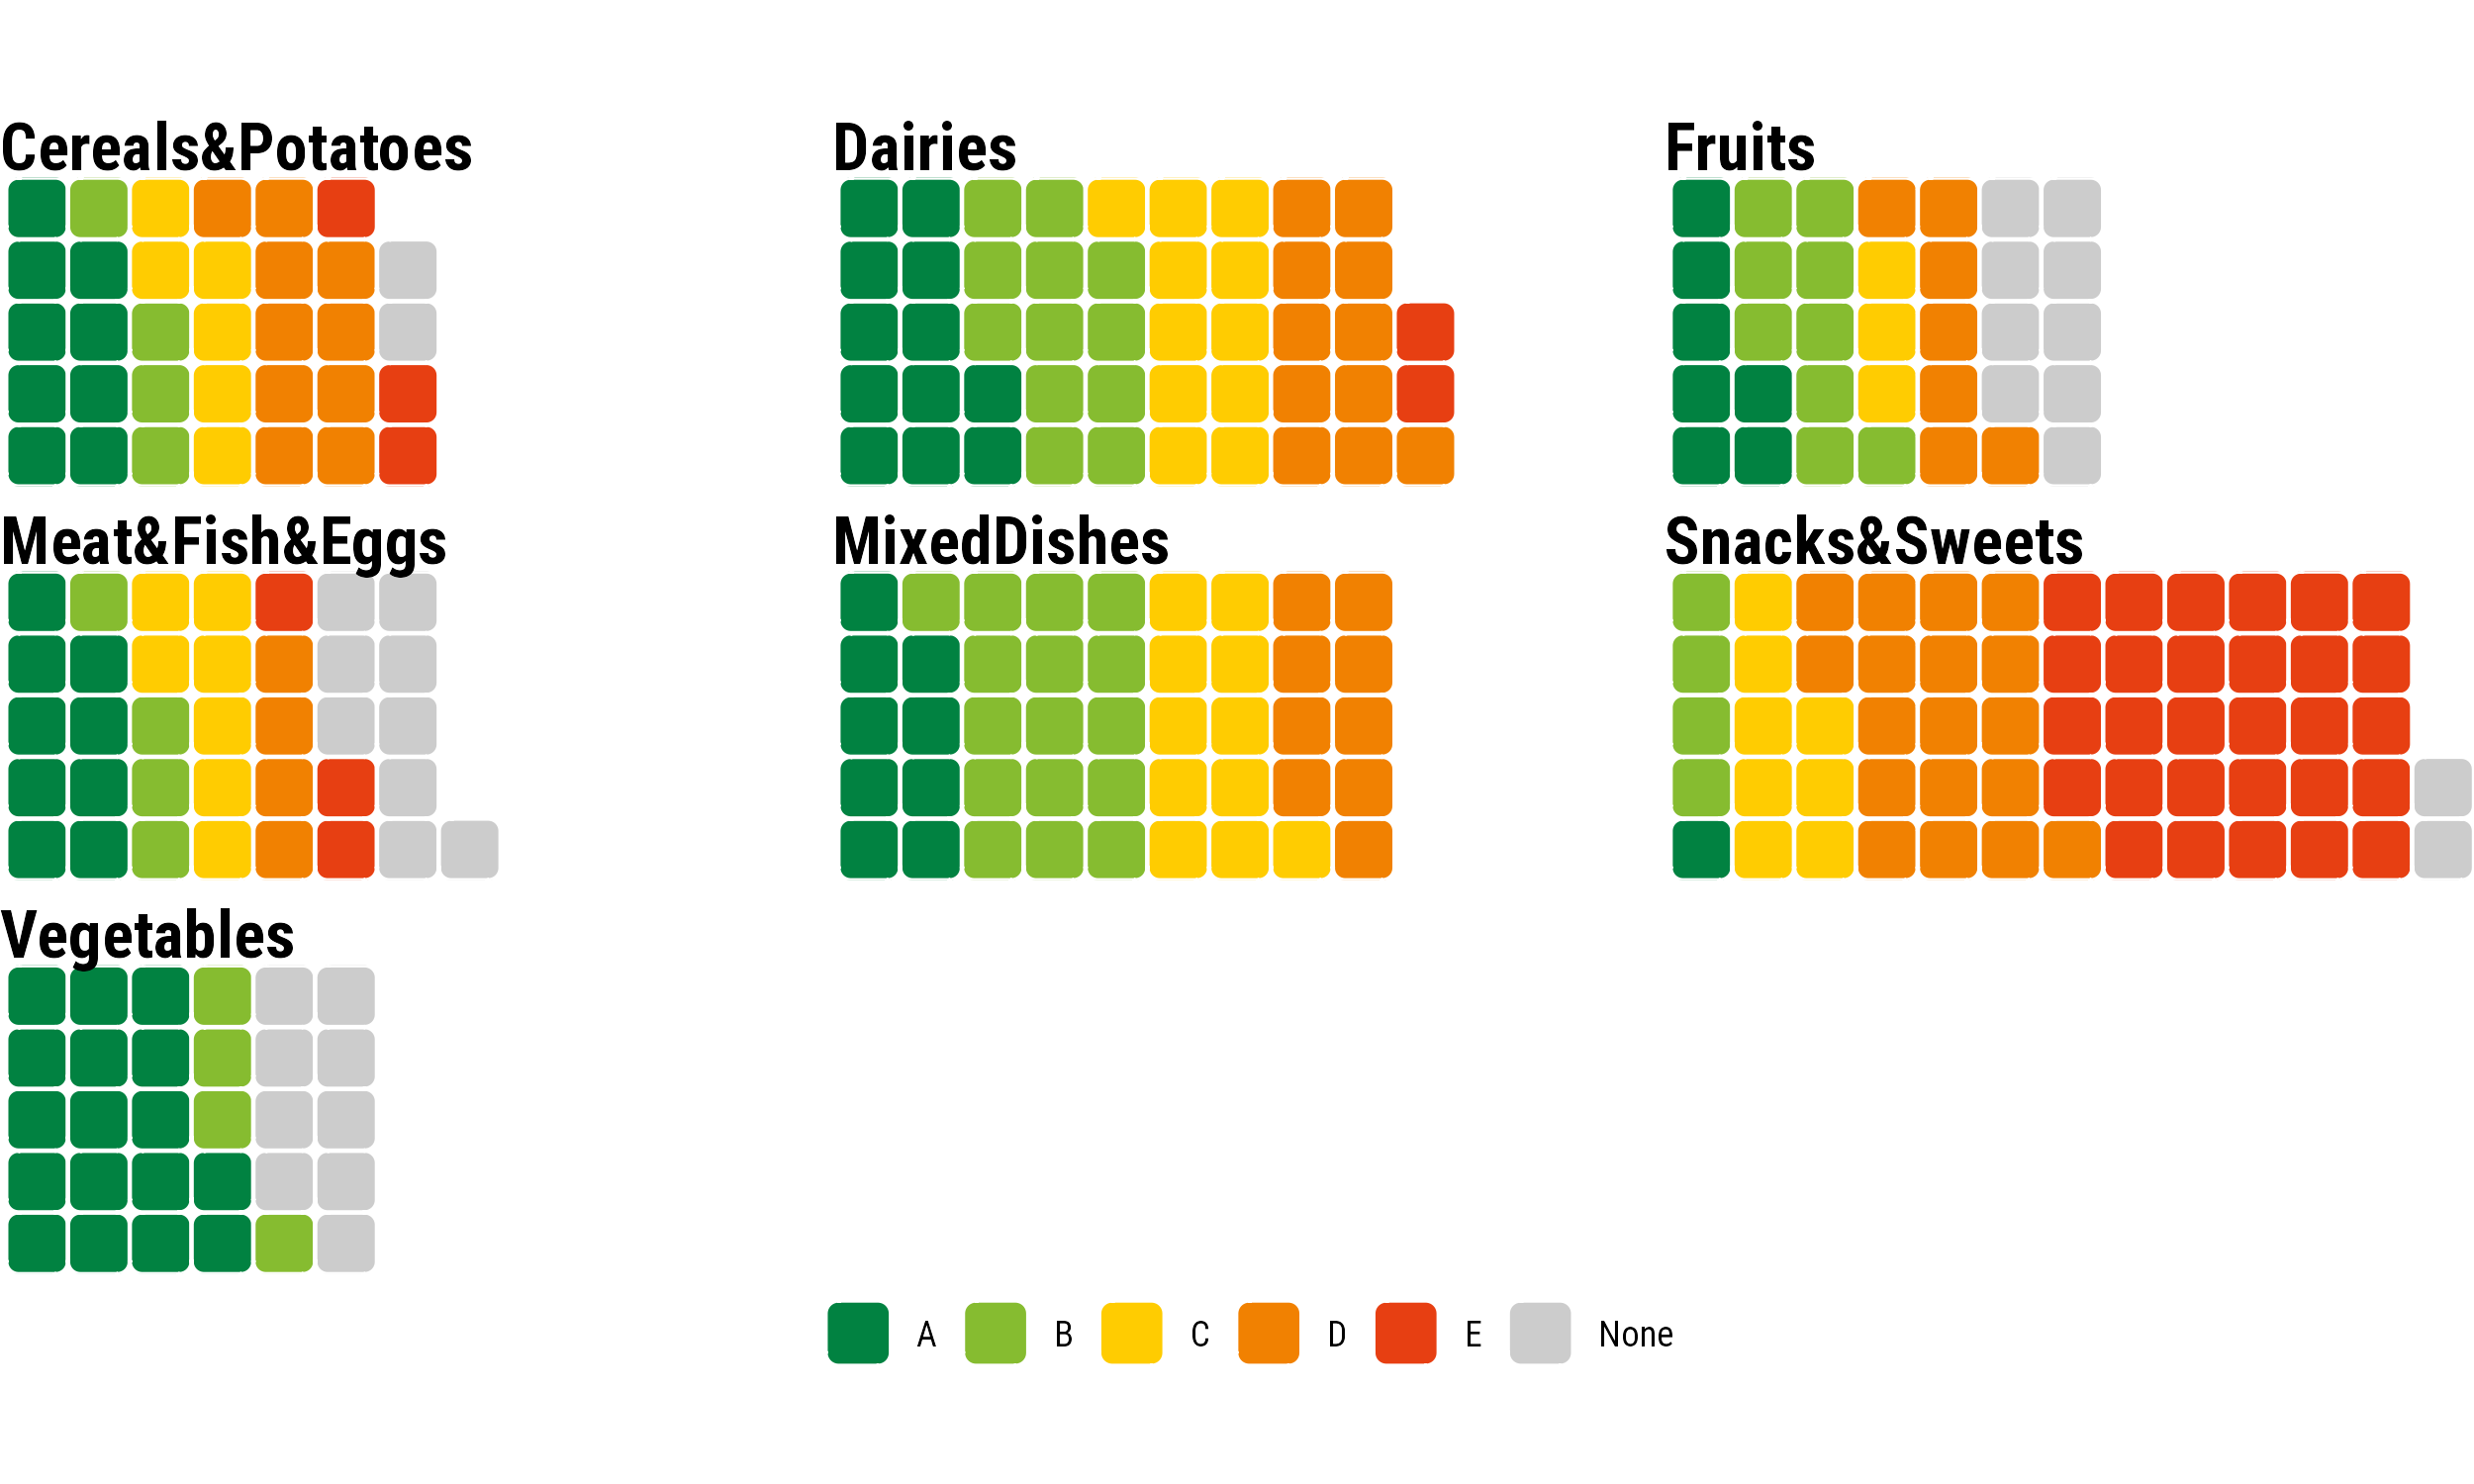 Cereals&Potatoes
Dairies
Fruits
Meat&Fish&Eggs
MixedDishes
Snacks&Sweets
Vegetables
A B C D E None